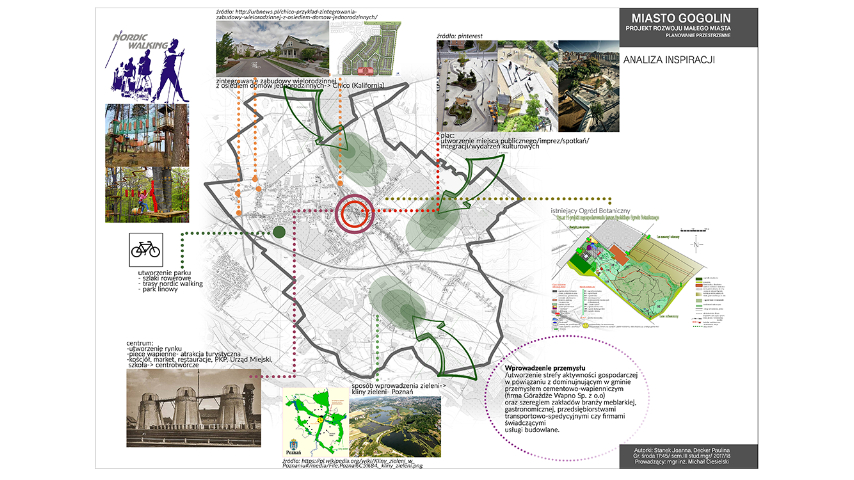 źródło: http://urbnews.pl/chico-przyklad-zintegrowania-
zabudowy-wielorodzinnej-z-osiedlem-domow-jednorodzinnych/
MIASTO GOGOLIN
PROJEKT ROZWOJU MAŁEGO MIASTA
PLANOWANIE PRZESTRZENNE
ANALIZA INSPIRACJI
NORDIC
WALKING
źródło: pinterest
zintegrowanie zabudowy wielorodzinnej
z osiedlem domów jednorodzinnych-> Chico (Kalifornia)
plac:
utworzenie miejsca publicznego/imprez/spotkań/
integracji/wydarzeń kulturowych
istniejący Ogród Botaniczny
utworzenie parku
- szlaki rowerowe
- trasy nordic walking
- park linowy
centrum:
-utworzenie rynku
-piece wapienne- atrakcja turystyczna
-kościół, market, restauracje, PKP, Urząd Miejski,
szkoła-> centrotwórcze
sposób wprowadzenia zieleni->
kliny zieleni- Poznań
Poznań
źródło: https://pl.wikipedia.org/wiki/Kliny_zieleni_w_
Poznaniu#/media/File:Pozna%C5%84_kliny_zieleni.png
Wprowadzenie przemysłu
/utworzenie strefy aktywności gospodarczej
w powiązaniu z dominującym w gminie
przemysłem cementowo-wapienniczym
(firma Górażdże Wapno Sp. z o.o)
oraz szeregiem zakładów branży meblarskiej,
gastronomicznej, przedsiębiorstwami
transportowo-spedycyjnymi czy firmami
świadczącymi
usługi budowlane.
Autorki: Stanek Joanna, Decker Paulina
Gr. środa 17:45/ sem. III stud.mgr/ 2017/18
Prowadzący: mgr inż. Michał Ciesielski